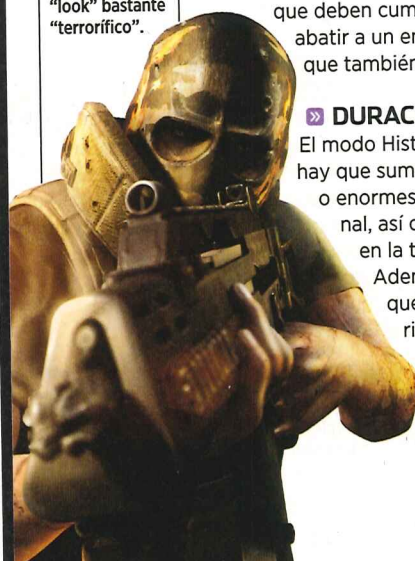 "look" bastante
"terrorífico".
que deben cum
abatir a un en
que también
» DURAC
El modo Hist
hay que sum
o enormes
nal, así c
en la t
Ader
que
ri